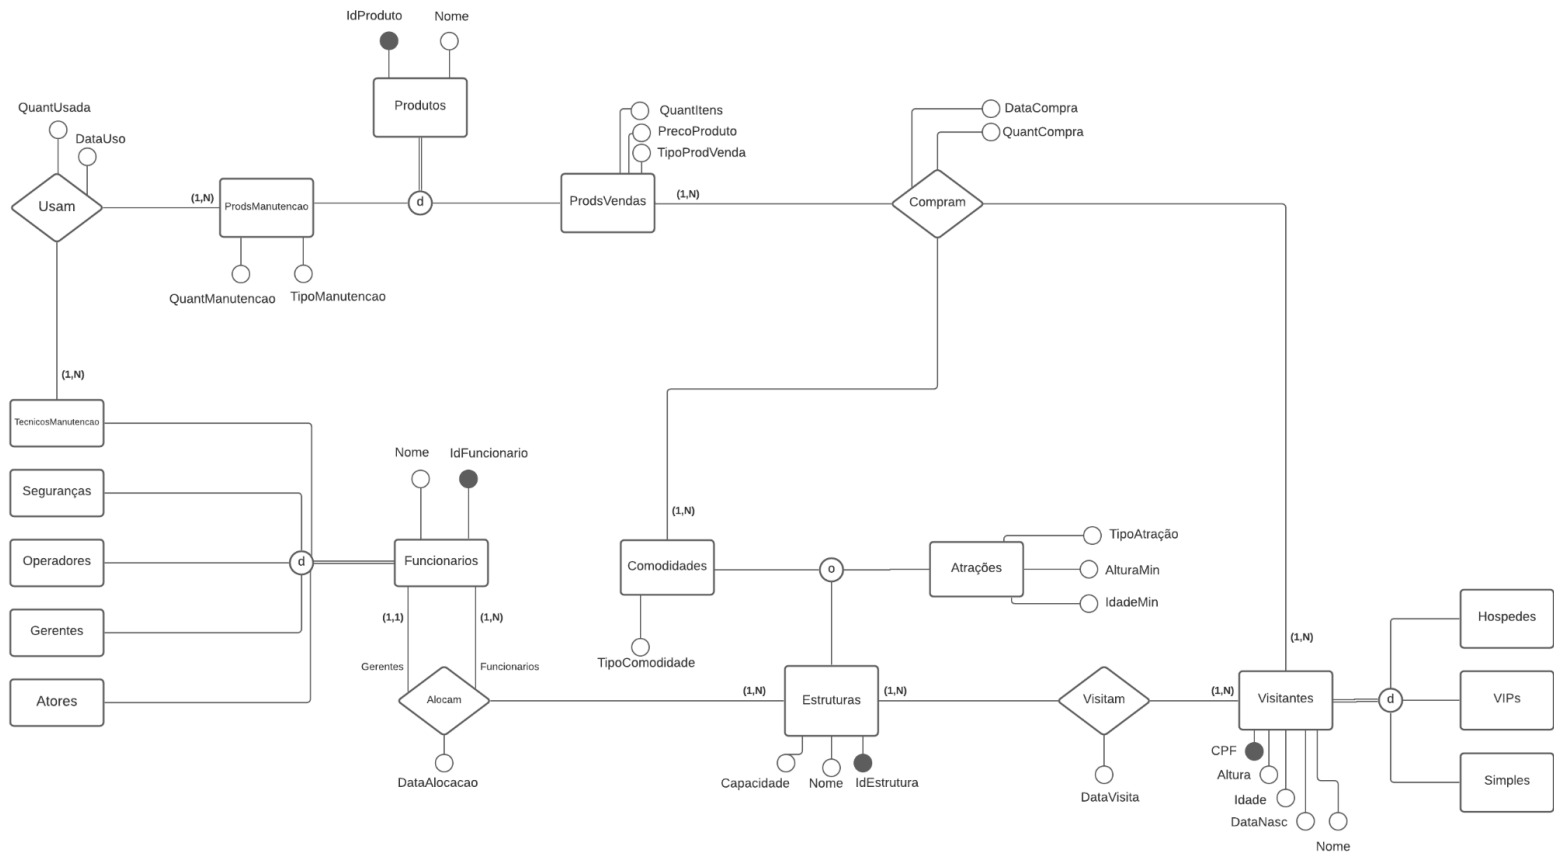 IdProduto
Nome
Produtos
QuantUsada
DataUso
Usam
(1,N)
ProdsManutencao
QuantManutencao
TipoManutencao
d
QuantItens
PrecoProduto
TipoProdVenda
ProdsVendas
(1,N)
DataCompra
QuantCompra
Compram
(1,N)
TecnicosManutencao
Seguranças
Operadores
Gerentes
Atores
d
Nome
IdFuncionario
Funcionarios
(1,1)
(1,N)
Gerentes
Funcionarios
Alocam
DataAlocacao
(1,N)
Comodidades
TipoComodidade
o
Atrações
TipoAtração
AlturaMin
IdadeMin
(1,N)
Estruturas
(1,N)
Capacidade
Nome
IdEstrutura
Visitam
DataVisita
(1,N)
(1,N)
Visitantes
CPF
Altura
Idade
DataNasc
Nome
d
Hospedes
VIPs
Simples